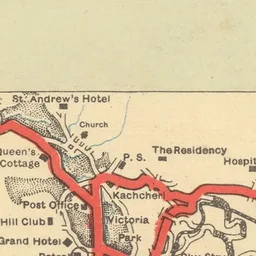 St. Andrew's Hotel
Church
Queen's
Cottage
P. S.
The Residency
Hospit
Kachcheri
Post Office
Hill Club
Victoria
Park
Grand Hotel